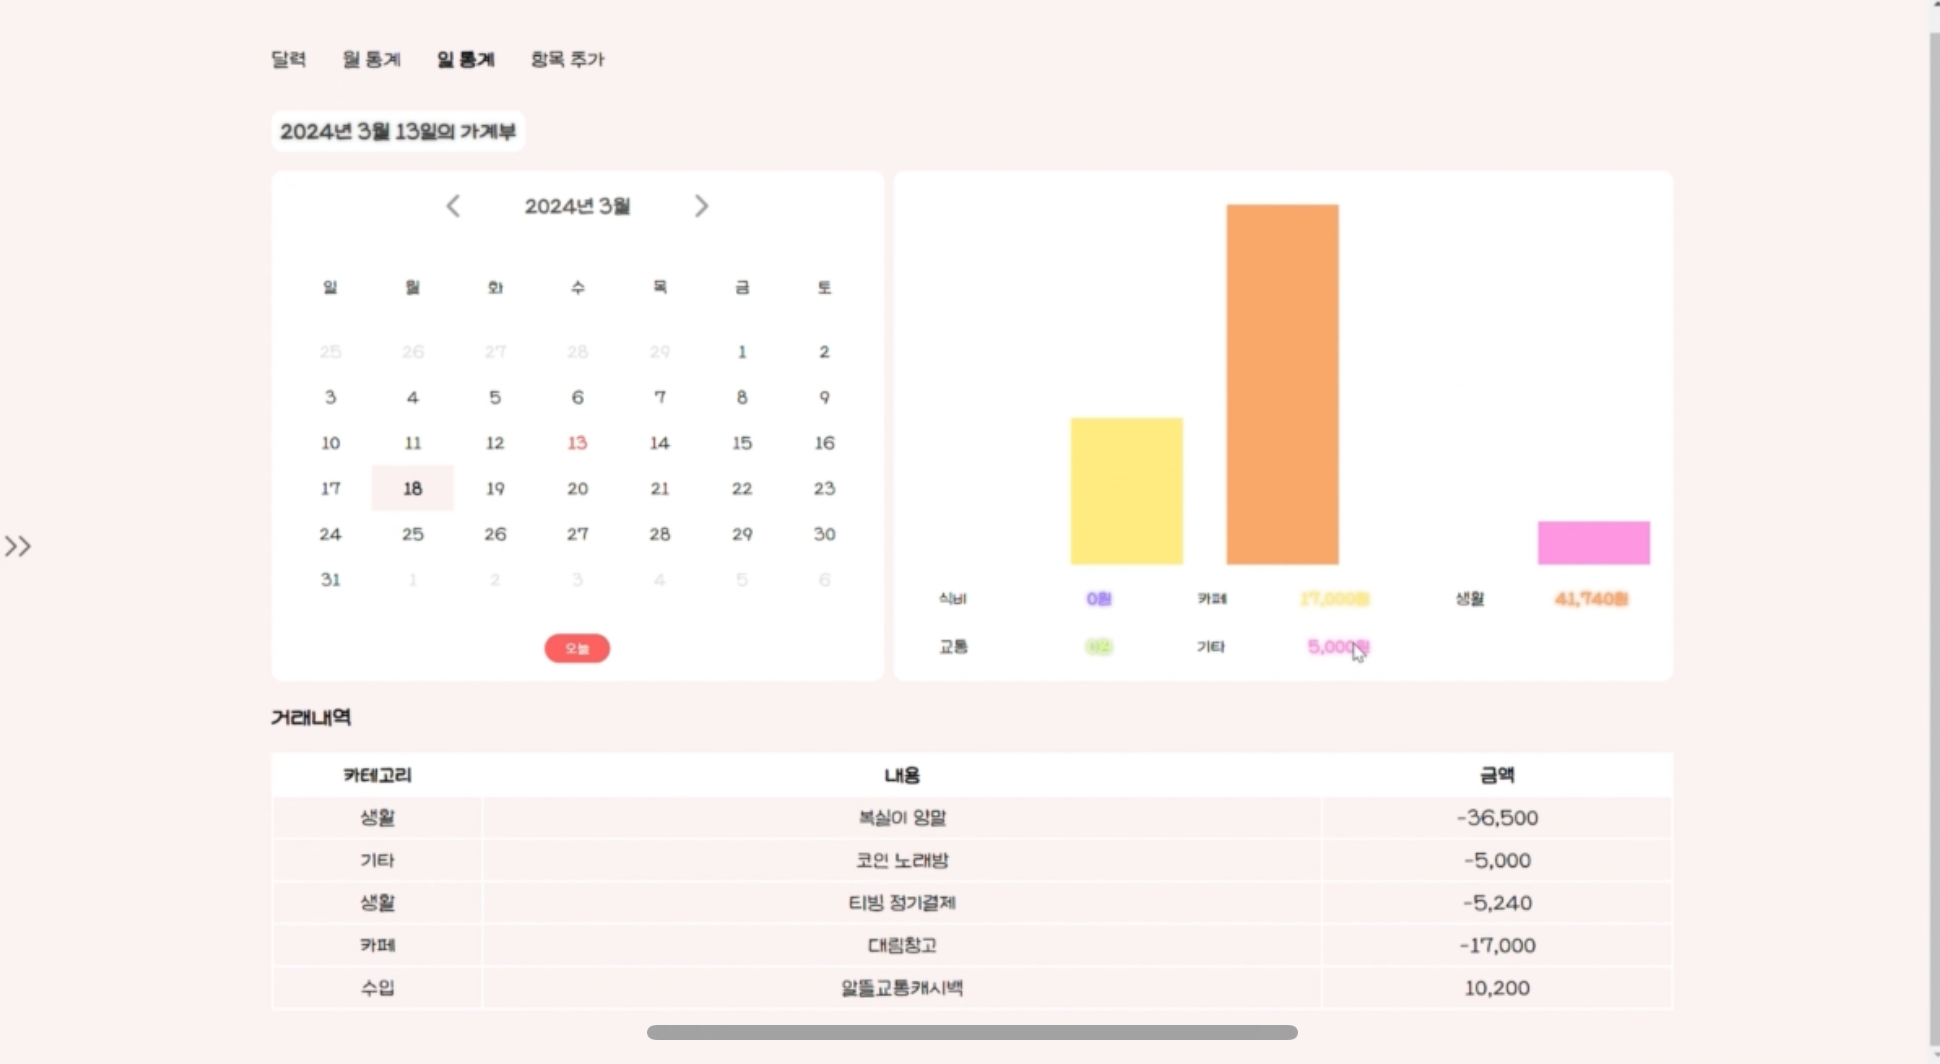 달력 월 통계 일 통계 항목 추가
2024년 3월 13일의 가계부
2024년 3월
일 월 화 수 목 금 토
25 26 27 28 29 1 2
3 4 5 6 7 8 9
10 11 12 13 14 15 16
17 18 19 20 21 22 23
24 25 26 27 28 29 30
31 1 2 3 4 5 6
오늘
식비 0원 카페 17,000원 생활 41,740원
교통 0원 기타 5,000원
거래내역
카테고리 내용 금액
생활 복실이 양말 -36,500
기타 코인 노래방 -5,000
생활 티빙 정기결제 -5,240
카페 대림창고 -17,000
수입 알뜰교통캐시백 10,200